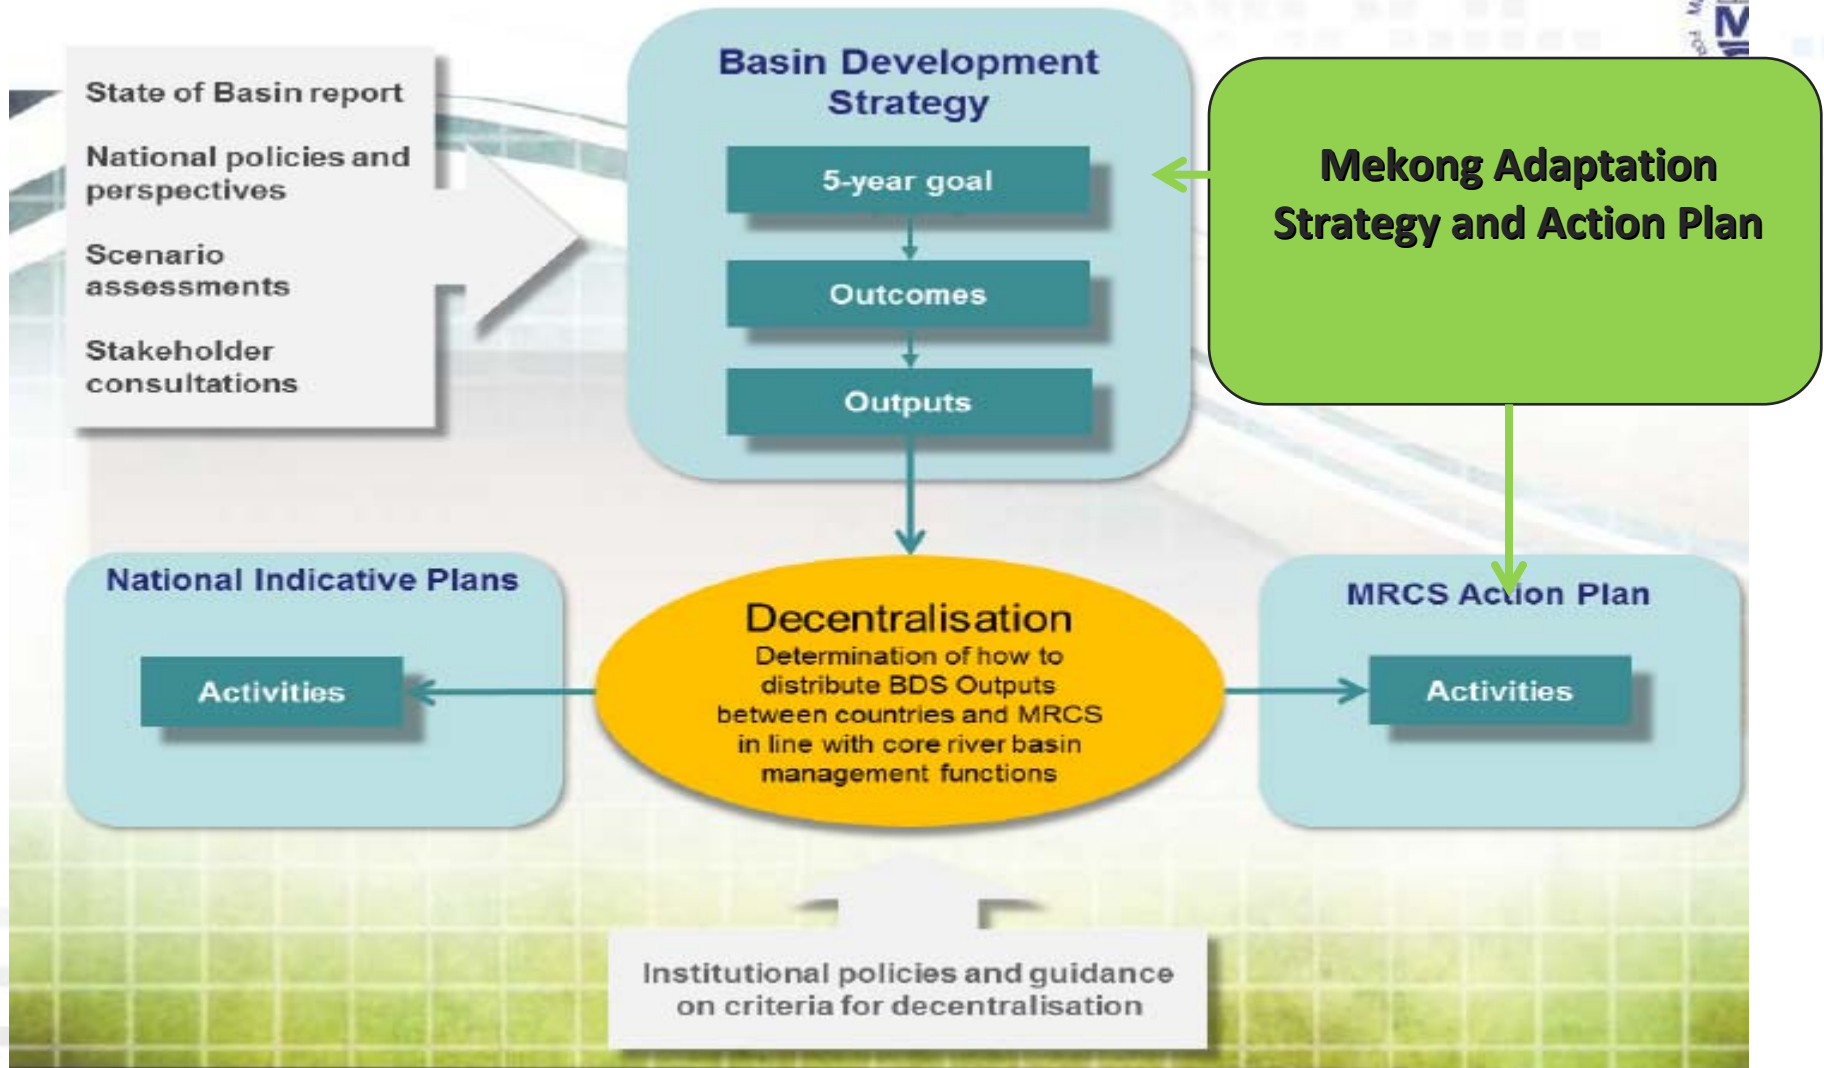 State of Basin report
National policies and
perspectives
Scenario
assessments
Stakeholder
consultations
Basin Development
Strategy
5-year goal
Outcomes
Outputs
Mekong Adaptation
Strategy and Action Plan
National Indicative Plans
Activities
Decentralisation
Determination of how to
distribute BDS Outputs
between countries and MRCS
in line with core river basin
management functions
MRCS Action Plan
Activities
Institutional policies and guidance
on criteria for decentralisation